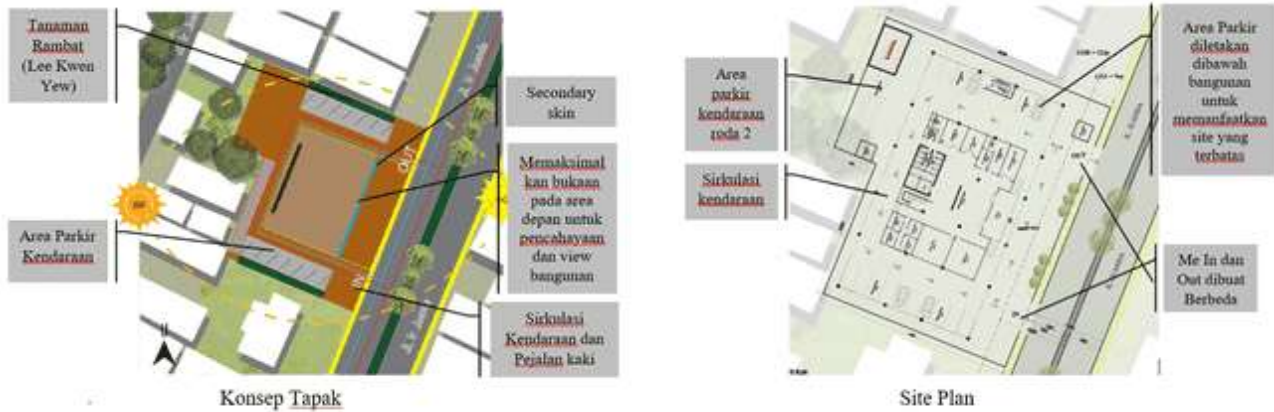 Tanaman
Rambat
(Lee Kwen
Yew)
Area Parkir
Kendaraan
OUT
IN
Secondary
skin
Memaksimal
kan bukaan
pada area
depan untuk
pencahayaan
dan view
bangunan
Sirkulasi
Kendaraan dan
Pejalan kaki
Konsep Tapak
Area
parkir
kendaraan
roda 2
Sirkulasi
kendaraan
Area Parkir
diletakan
dibawah
bangunan
untuk
memanfaatkan
site yang
terbatas
Me In dan
Out dibuat
Berbeda
Site Plan